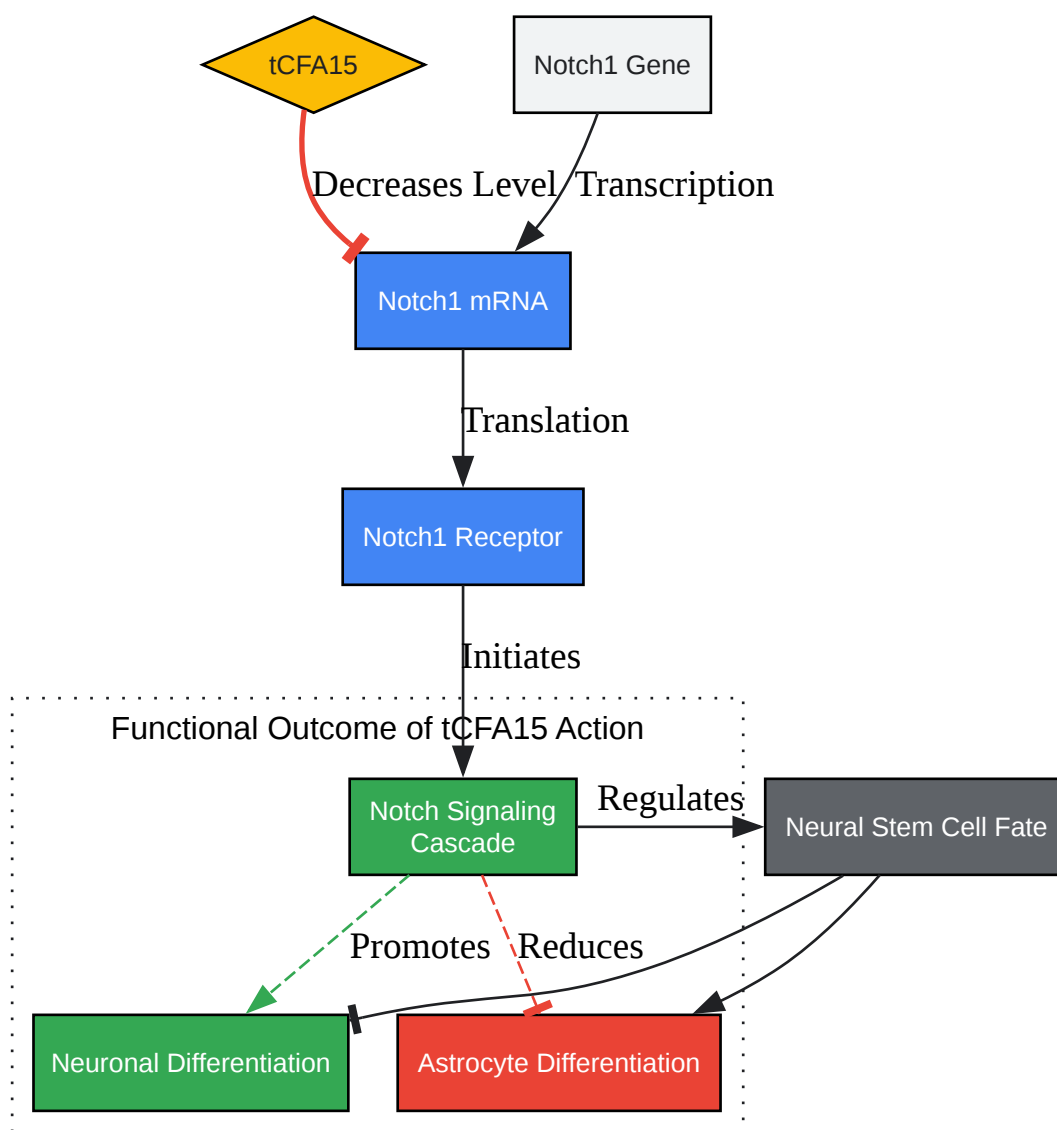 tCFA15
Notch1 Gene
Decreases Level
Transcription
Notch1 mRNA
Translation
Notch1 Receptor
Initiates
Functional Outcome of tCFA15 Action
Notch Signaling
Cascade
Regulates
Neural Stem Cell Fate
Promotes
Reduces
Neuronal Differentiation
Astrocyte Differentiation